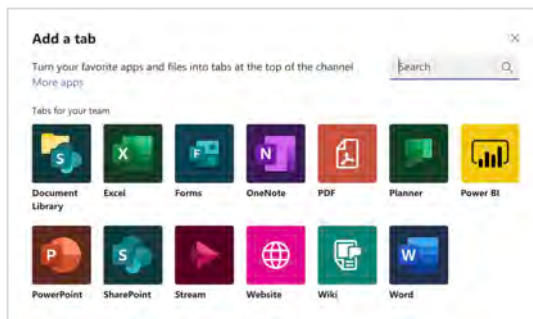 Add a tab
Turn your favorite apps and files into tabs at the top of the channel
Search
More apps
Tabs for your team
Document Library
Excel
Forms
OneNote
PDF
Planner
Power BI
PowerPoint
SharePoint
Stream
Website
Wiki
Word